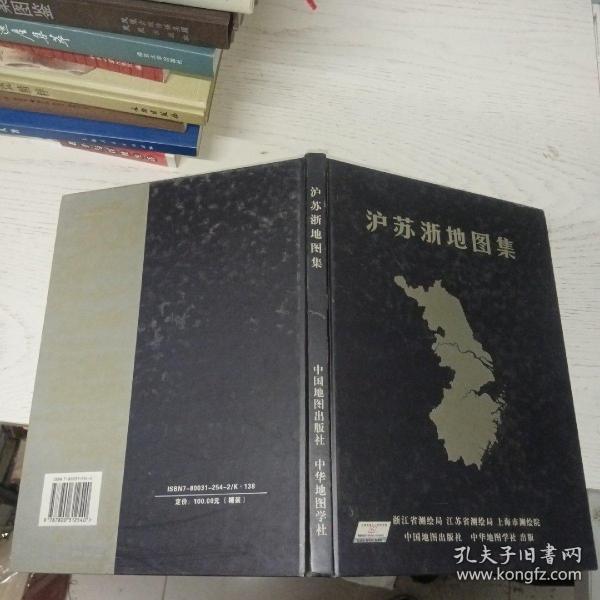 沪苏浙地图集
浙江省测绘局 江苏省测绘局 上海市测绘院
中国地图出版社 中华地图学社 出版
沪苏浙地图集
中国地图出版社 中华地图学社
ISBN7-80031-254-2/K·138
定价：100.00元（精装）
图鉴
孔夫子旧书网
www.kongfz.com